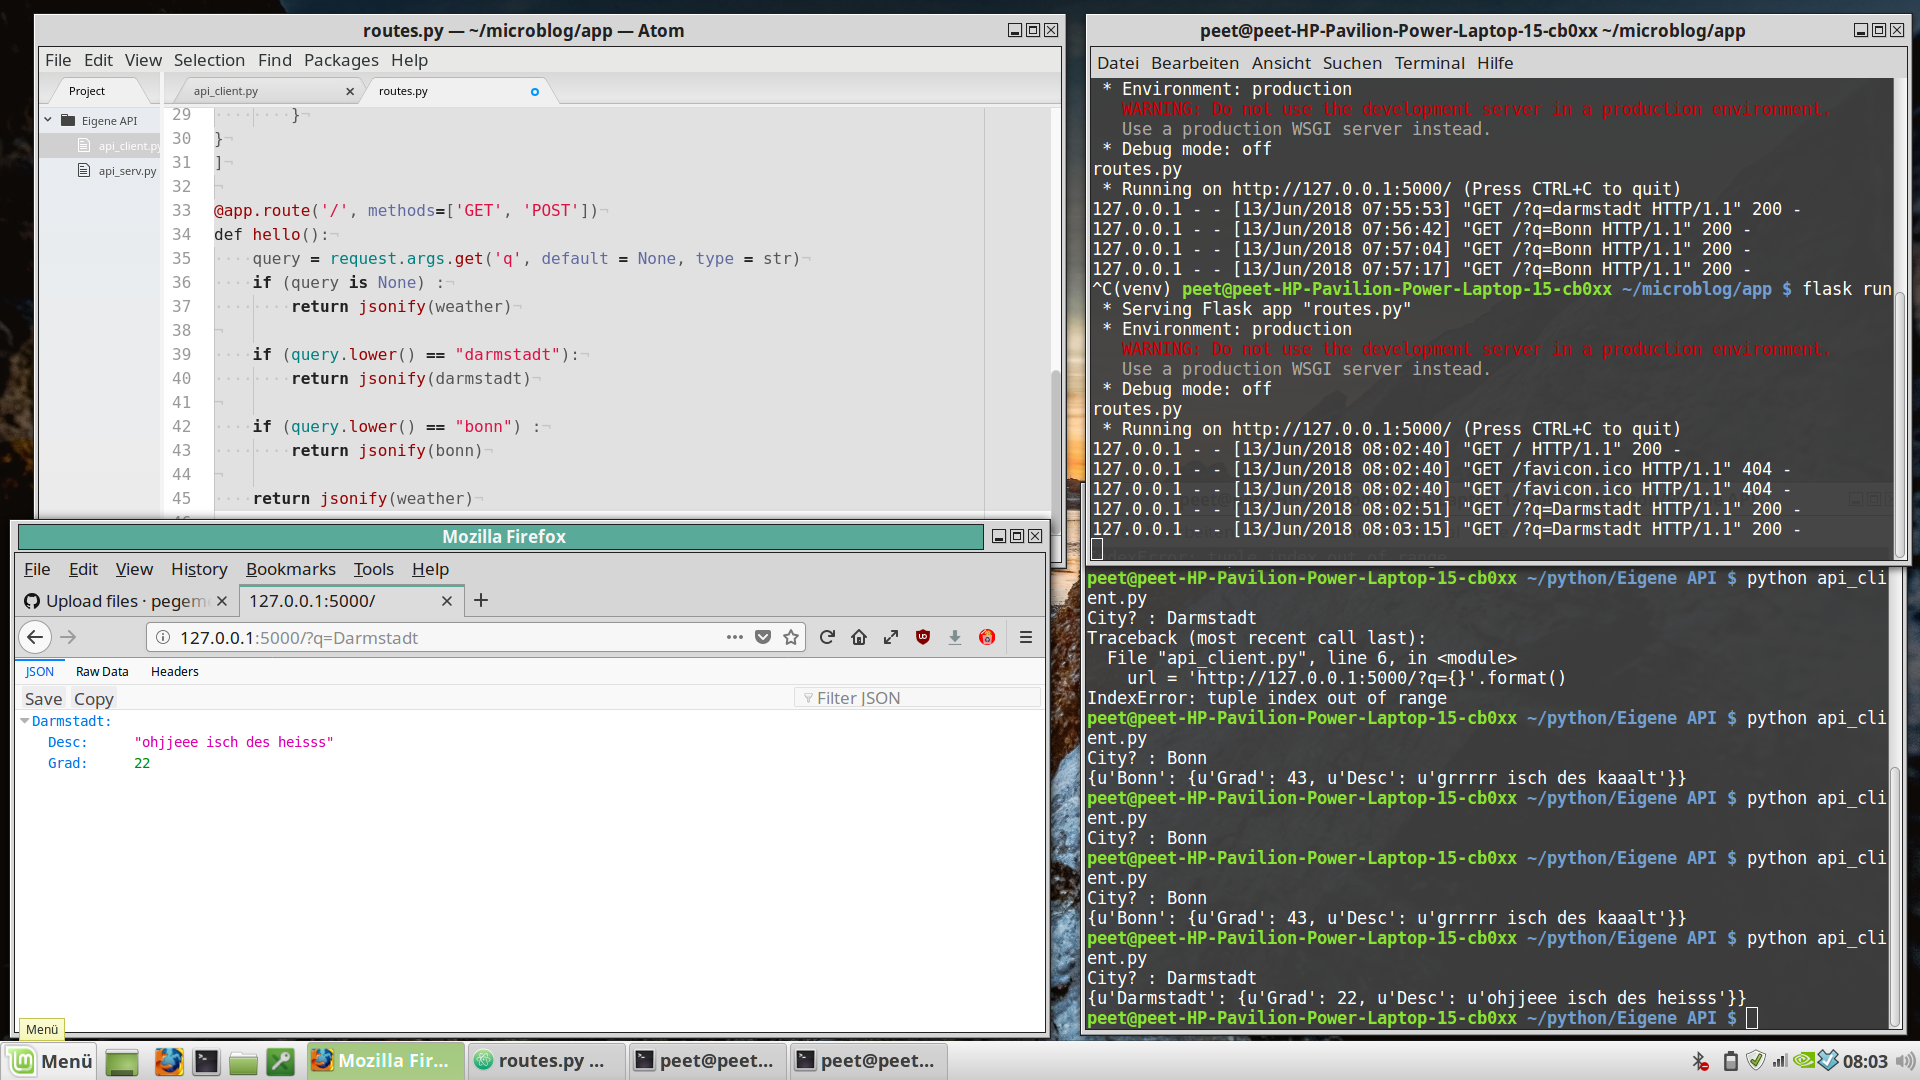 routes.py — ~/microblog/app — Atom
File Edit View Selection Find Packages Help
Project
api_client.py
routes.py
Eigene API
api_client.py
api_serv.py
29 }
30 }
31 ]
32
33 @app.route('/', methods=['GET', 'POST'])
34 def hello():
35 query = request.args.get('q', default = None, type = str)
36 if (query is None) :
37 return jsonify(weather)
38
39 if (query.lower() == "darmstadt"):
40 return jsonify(darmstadt)
41
42 if (query.lower() == "bonn") :
43 return jsonify(bonn)
44
45 return jsonify(weather)
Mozilla Firefox
File Edit View History Bookmarks Tools Help
Upload files · pegem
127.0.0.1:5000/
127.0.0.1:5000/?q=Darmstadt
JSON Raw Data Headers
Save Copy
Filter JSON
Darmstadt:
Desc: "ohjjeee isch des heisss"
Grad: 22
Menü
peet@peet-HP-Pavilion-Power-Laptop-15-cb0xx ~/microblog/app
Datei Bearbeiten Ansicht Suchen Terminal Hilfe
* Environment: production
WARNING: Do not use the development server in a production environment.
Use a production WSGI server instead.
* Debug mode: off
routes.py
* Running on http://127.0.0.1:5000/ (Press CTRL+C to quit)
127.0.0.1 - - [13/Jun/2018 07:55:53] "GET /?q=darmstadt HTTP/1.1" 200 -
127.0.0.1 - - [13/Jun/2018 07:56:42] "GET /?q=Bonn HTTP/1.1" 200 -
127.0.0.1 - - [13/Jun/2018 07:57:04] "GET /?q=Bonn HTTP/1.1" 200 -
127.0.0.1 - - [13/Jun/2018 07:57:17] "GET /?q=Bonn HTTP/1.1" 200 -
^C(venv) peet@peet-HP-Pavilion-Power-Laptop-15-cb0xx ~/microblog/app $ flask run
* Serving Flask app "routes.py"
* Environment: production
WARNING: Do not use the development server in a production environment.
Use a production WSGI server instead.
* Debug mode: off
routes.py
* Running on http://127.0.0.1:5000/ (Press CTRL+C to quit)
127.0.0.1 - - [13/Jun/2018 08:02:40] "GET / HTTP/1.1" 200 -
127.0.0.1 - - [13/Jun/2018 08:02:40] "GET /favicon.ico HTTP/1.1" 404 -
127.0.0.1 - - [13/Jun/2018 08:02:40] "GET /favicon.ico HTTP/1.1" 404 -
127.0.0.1 - - [13/Jun/2018 08:02:51] "GET /?q=Darmstadt HTTP/1.1" 200 -
127.0.0.1 - - [13/Jun/2018 08:03:15] "GET /?q=Darmstadt HTTP/1.1" 200 -
tuple index out of range
peet@peet-HP-Pavilion-Power-Laptop-15-cb0xx ~/python/Eigene API $ python api_cli
ent.py
City? : Darmstadt
Traceback (most recent call last):
File "api_client.py", line 6, in <module>
url = 'http://127.0.0.1:5000/?q={}'.format()
IndexError: tuple index out of range
peet@peet-HP-Pavilion-Power-Laptop-15-cb0xx ~/python/Eigene API $ python api_cli
ent.py
City? : Bonn
{u'Bonn': {u'Grad': 43, u'Desc': u'grrrrr isch des kaaalt'}}
peet@peet-HP-Pavilion-Power-Laptop-15-cb0xx ~/python/Eigene API $ python api_cli
ent.py
City? : Bonn
peet@peet-HP-Pavilion-Power-Laptop-15-cb0xx ~/python/Eigene API $ python api_cli
ent.py
City? : Bonn
{u'Bonn': {u'Grad': 43, u'Desc': u'grrrrr isch des kaaalt'}}
peet@peet-HP-Pavilion-Power-Laptop-15-cb0xx ~/python/Eigene API $ python api_cli
ent.py
City? : Darmstadt
{u'Darmstadt': {u'Grad': 22, u'Desc': u'ohjjeee isch des heisss'}}
peet@peet-HP-Pavilion-Power-Laptop-15-cb0xx ~/python/Eigene API $
Menü
Mozilla Fir...
routes.py ...
peet@peet...
peet@peet...
08:03